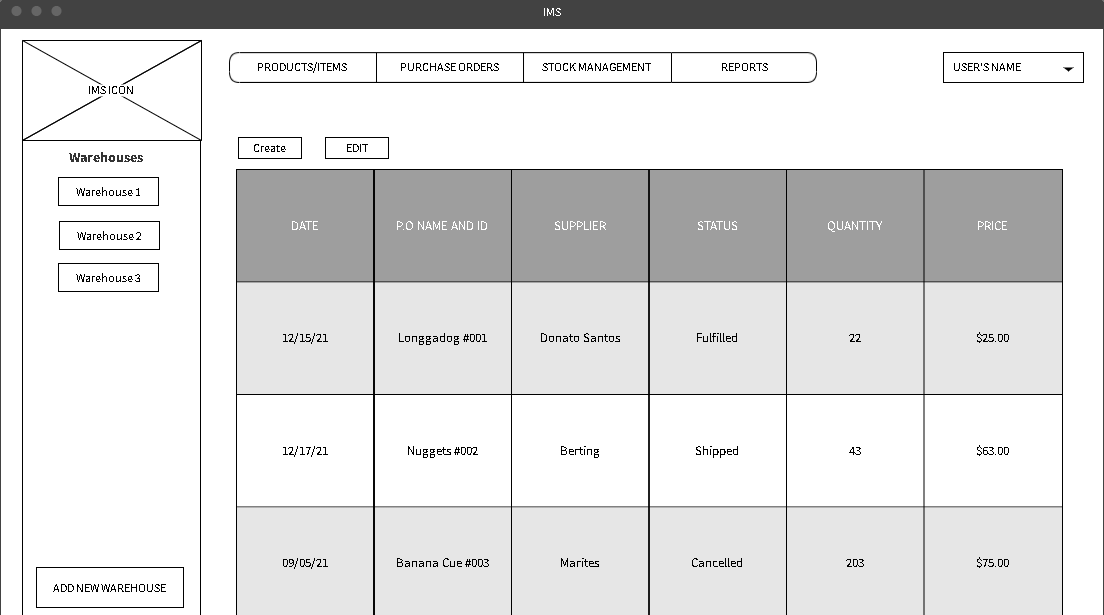 IMS
IMS ICON
PRODUCTS/ITEMS PURCHASE ORDERS STOCK MANAGEMENT REPORTS
USER'S NAME
Warehouses
Warehouse 1
Warehouse 2
Warehouse 3
ADD NEW WAREHOUSE
Create EDIT
DATE P.O NAME AND ID SUPPLIER STATUS QUANTITY PRICE
12/15/21 Longgadog #001 Donato Santos Fulfilled 22 $25.00
12/17/21 Nuggets #002 Berting Shipped 43 $63.00
09/05/21 Banana Cue #003 Marites Cancelled 203 $75.00